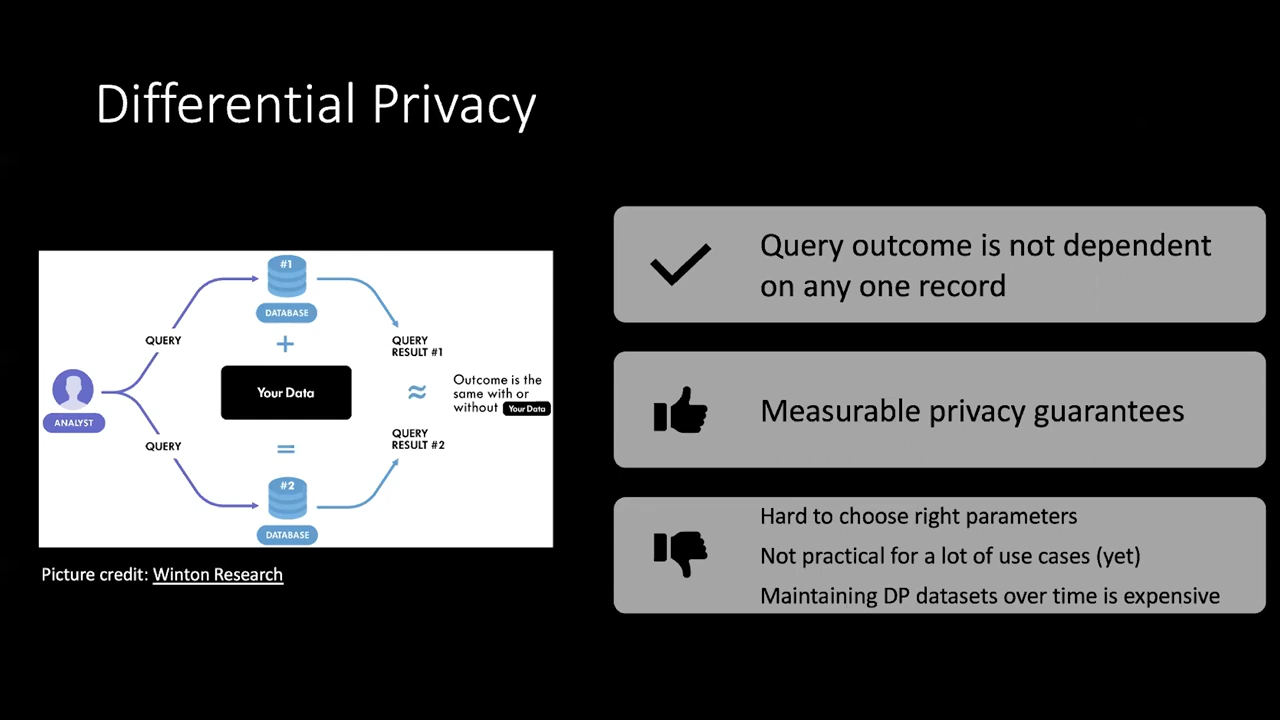 Differential Privacy
#1
DATABASE
QUERY
+
QUERY
RESULT #1
ANALYST
Your Data
≈
Outcome is the
same with or
without Your Data
QUERY
=
QUERY
RESULT #2
#2
DATABASE
Picture credit: Winton Research
Query outcome is not dependent
on any one record
Measurable privacy guarantees
Hard to choose right parameters
Not practical for a lot of use cases (yet)
Maintaining DP datasets over time is expensive